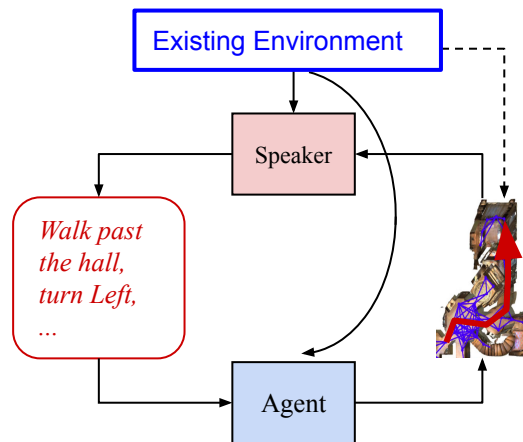 Existing Environment
Speaker
Walk past
the hall,
turn Left,
...
Agent